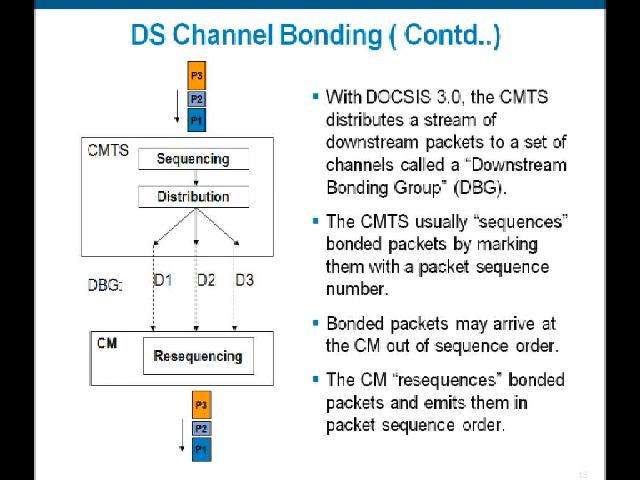 DS Channel Bonding ( Contd..)
P3
P2
P1
CMTS
Sequencing
Distribution
DBG:
D1
D2
D3
CM
Resequencing
P3
P2
P1
With DOCSIS 3.0, the CMTS
distributes a stream of
downstream packets to a set of
channels called a “Downstream
Bonding Group” (DBG).
The CMTS usually “sequences”
bonded packets by marking
them with a packet sequence
number.
Bonded packets may arrive at
the CM out of sequence order.
The CM “resequences” bonded
packets and emits them in
packet sequence order.